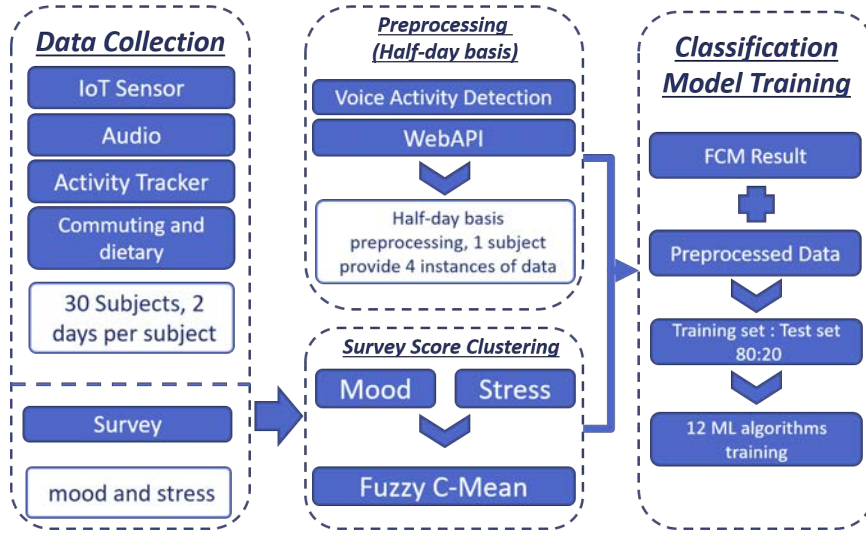 Data Collection
IoT Sensor
Audio
Activity Tracker
Commuting and
dietary
30 Subjects, 2
days per subject
Survey
mood and stress
Preprocessing
(Half-day basis)
Voice Activity Detection
WebAPI
Half-day basis
preprocessing, 1 subject
provide 4 instances of data
Survey Score Clustering
Mood
Stress
Fuzzy C-Mean
Classification
Model Training
FCM Result
Preprocessed Data
Training set : Test set
80:20
12 ML algorithms
training